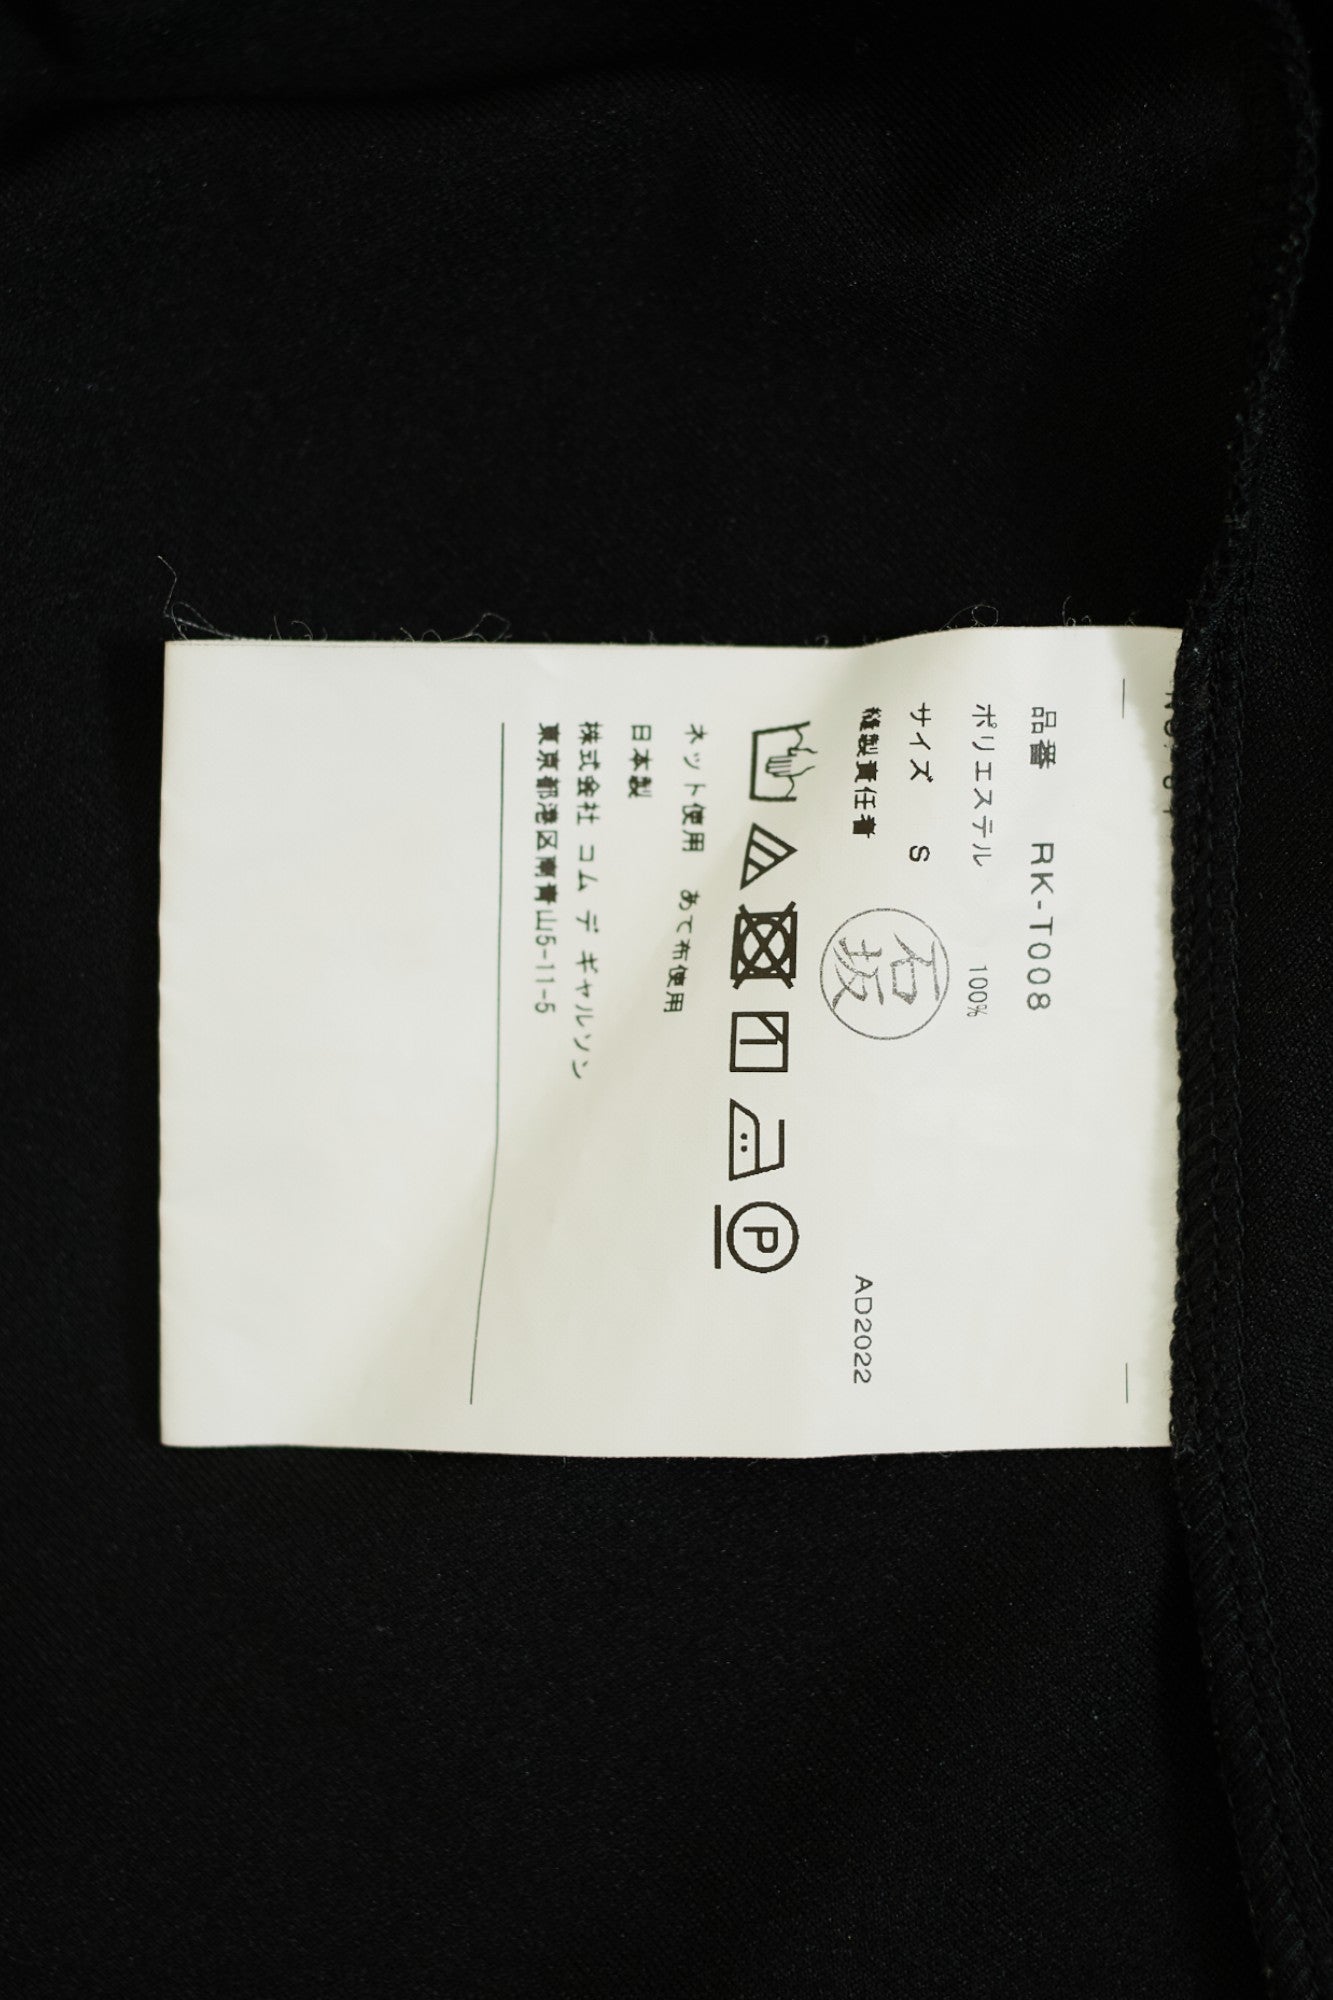 品番 RK-T008
ポリエステル 100%
サイズ S
縫製責任者 石坂 AD2022
P
ネット使用 あて布使用
日本製
株式会社 コム デ ギャルソン
東京都港区南青山5-11-5